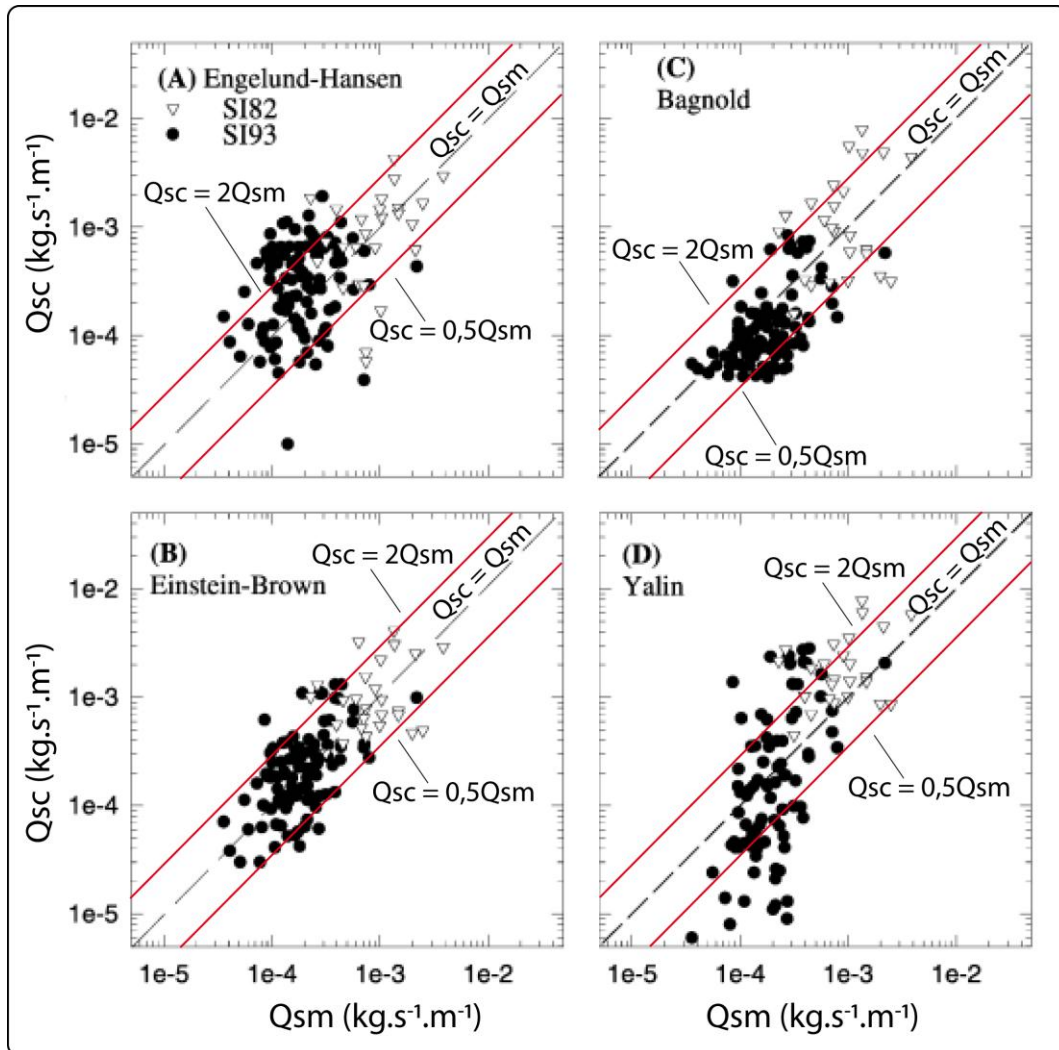 (A) Engelund-Hansen
▽ SI82
● SI93
Qsc = Qsm
Qsc = 2Qsm
Qsc = 0,5Qsm
Qsc (kg.s⁻¹.m⁻¹)
1e-2
1e-3
1e-4
1e-5
(C)
Bagnold
Qsc = Qsm
Qsc = 2Qsm
Qsc = 0,5Qsm
(B)
Einstein-Brown
Qsc = 2Qsm
Qsc = Qsm
Qsc = 0,5Qsm
Qsc (kg.s⁻¹.m⁻¹)
1e-2
1e-3
1e-4
1e-5
1e-5 1e-4 1e-3 1e-2
Qsm (kg.s⁻¹.m⁻¹)
(D)
Yalin
Qsc = 2Qsm
Qsc = Qsm
Qsc = 0,5Qsm
1e-5 1e-4 1e-3 1e-2
Qsm (kg.s⁻¹.m⁻¹)